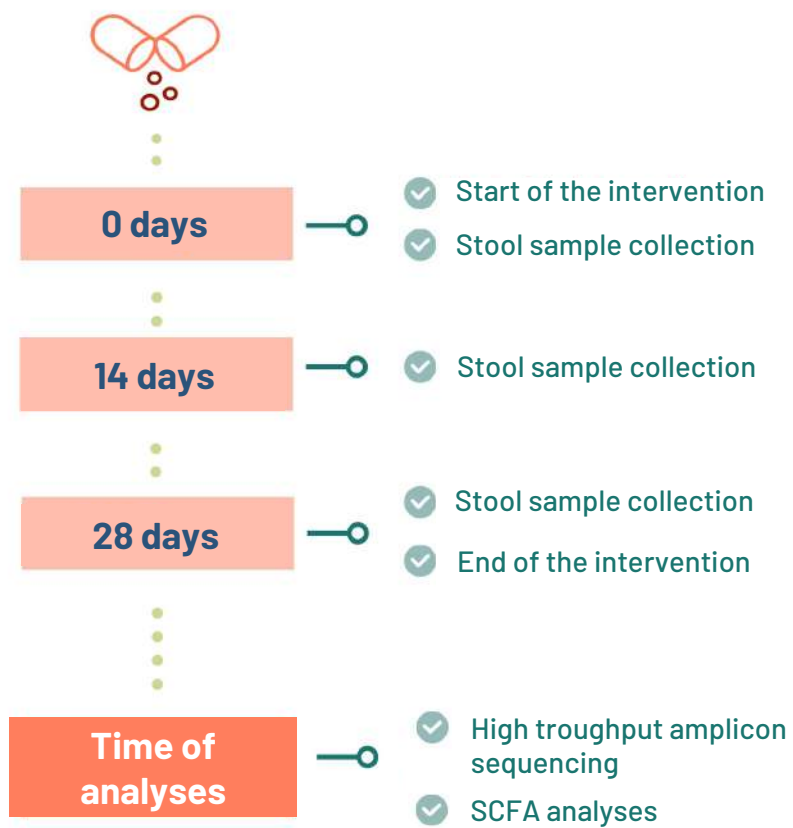 0 days
Start of the intervention
Stool sample collection
14 days
Stool sample collection
28 days
Stool sample collection
End of the intervention
Time of
analyses
High troughput amplicon
sequencing
SCFA analyses